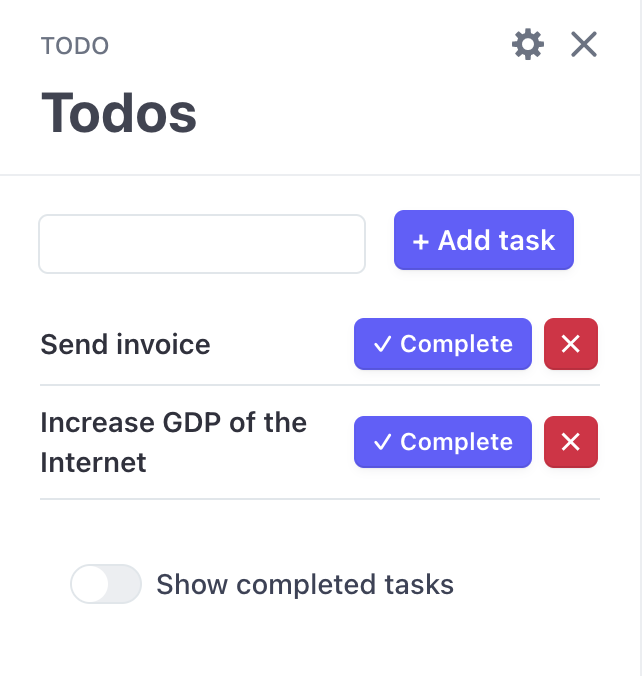 TODO
Todos
+ Add task
Send invoice
✓ Complete
Increase GDP of the
Internet
✓ Complete
Show completed tasks